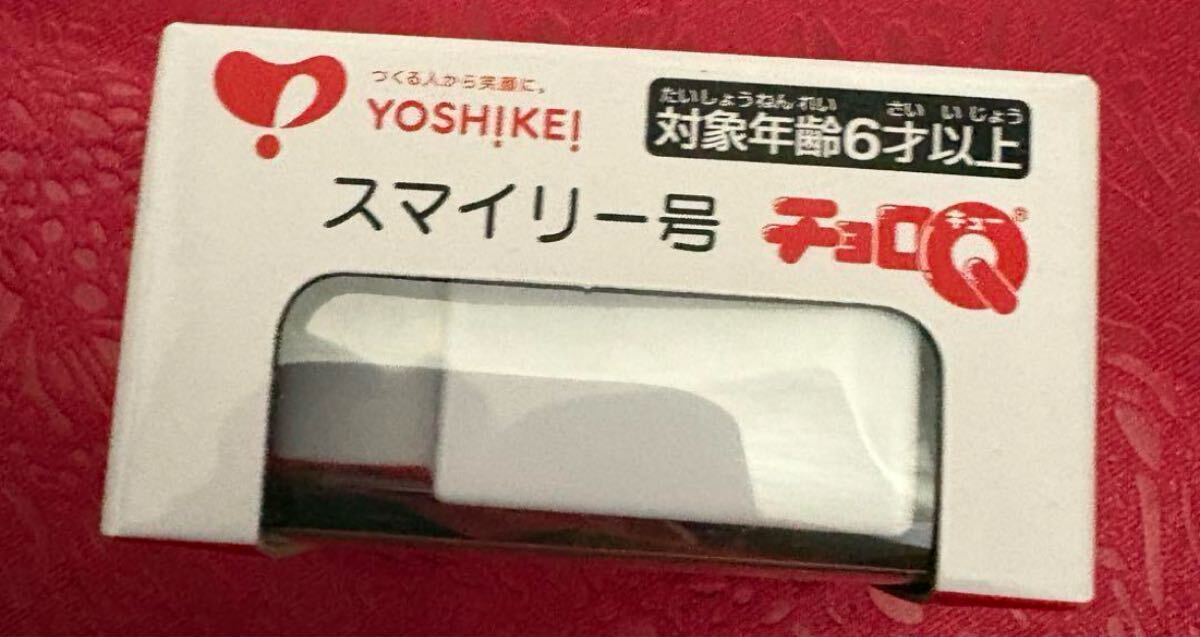 つくる人から笑顔に。
YOSHIKEI
たいしょうねんれい さい いじょう
対象年齢6才以上
スマイリー号
チョロQ
キュー
®